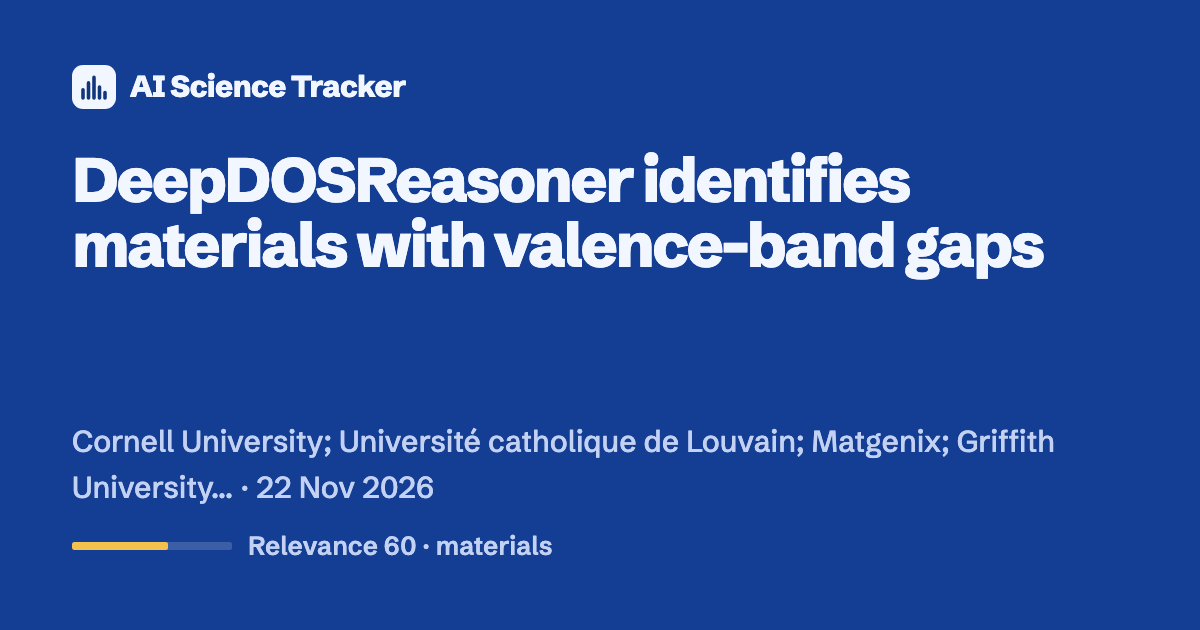 AI Science Tracker
DeepDOSReasoner identifies
materials with valence-band gaps
Cornell University; Université catholique de Louvain; Matgenix; Griffith
University... · 22 Nov 2026
Relevance 60 · materials